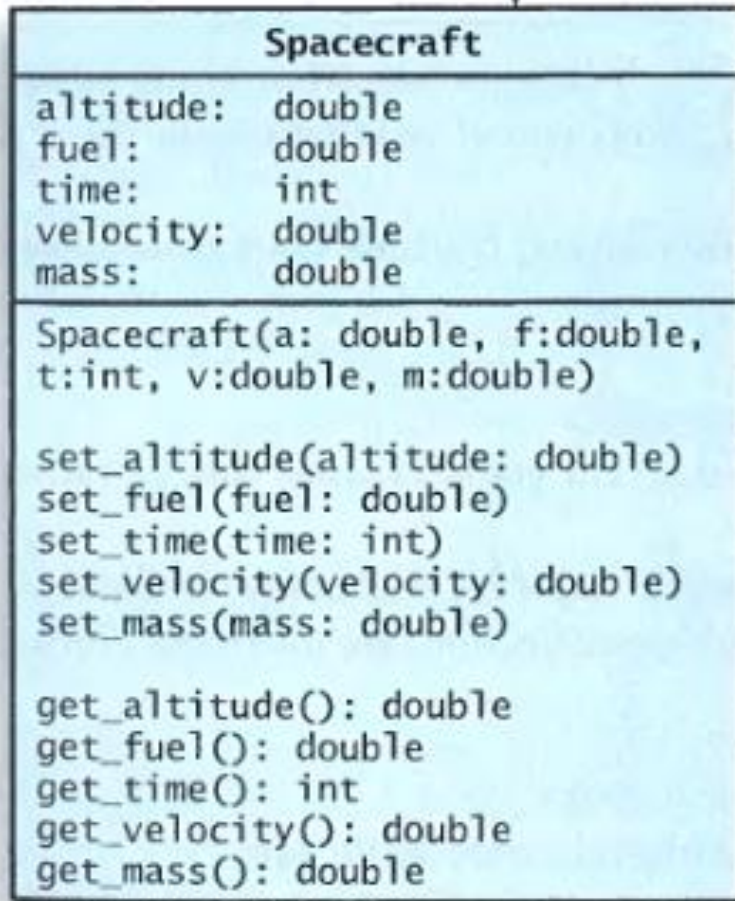 Spacecraft
altitude: double
fuel: double
time: int
velocity: double
mass: double
Spacecraft(a: double, f:double,
t:int, v:double, m:double)
set_altitude(altitude: double)
set_fuel(fuel: double)
set_time(time: int)
set_velocity(velocity: double)
set_mass(mass: double)
get_altitude(): double
get_fuel(): double
get_time(): int
get_velocity(): double
get_mass(): double